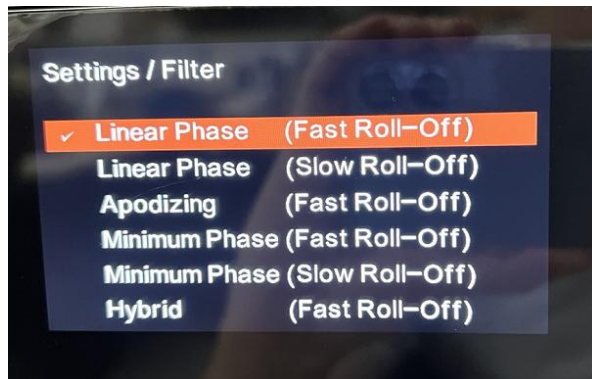 Settings / Filter
✓ Linear Phase (Fast Roll-Off)
Linear Phase (Slow Roll-Off)
Apodizing (Fast Roll-Off)
Minimum Phase (Fast Roll-Off)
Minimum Phase (Slow Roll-Off)
Hybrid (Fast Roll-Off)